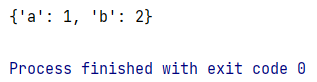 {'a': 1, 'b': 2}
Process finished with exit code 0